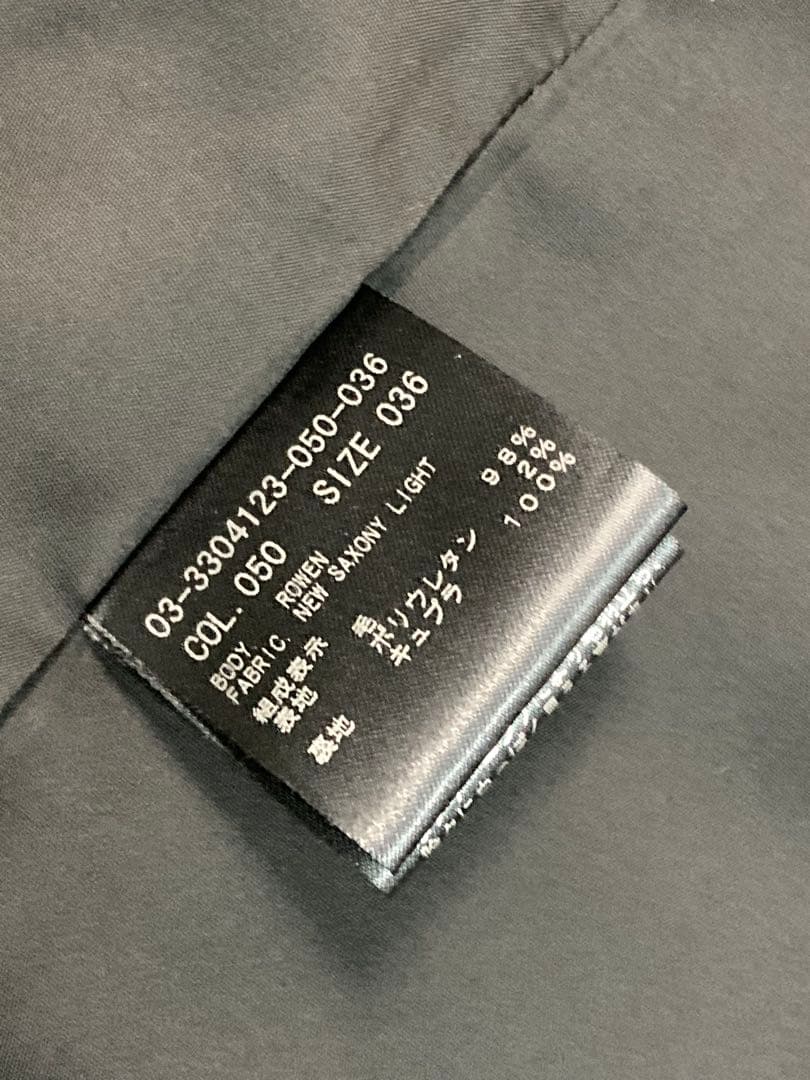 03-3304123-050-036
COL. 050 SIZE 036
BODY ROWEN
FABRIC. NEW SAXONY LIGHT
組成表示
表地 毛 98%
ポリウレタン 2%
裏地 キュプラ 100%